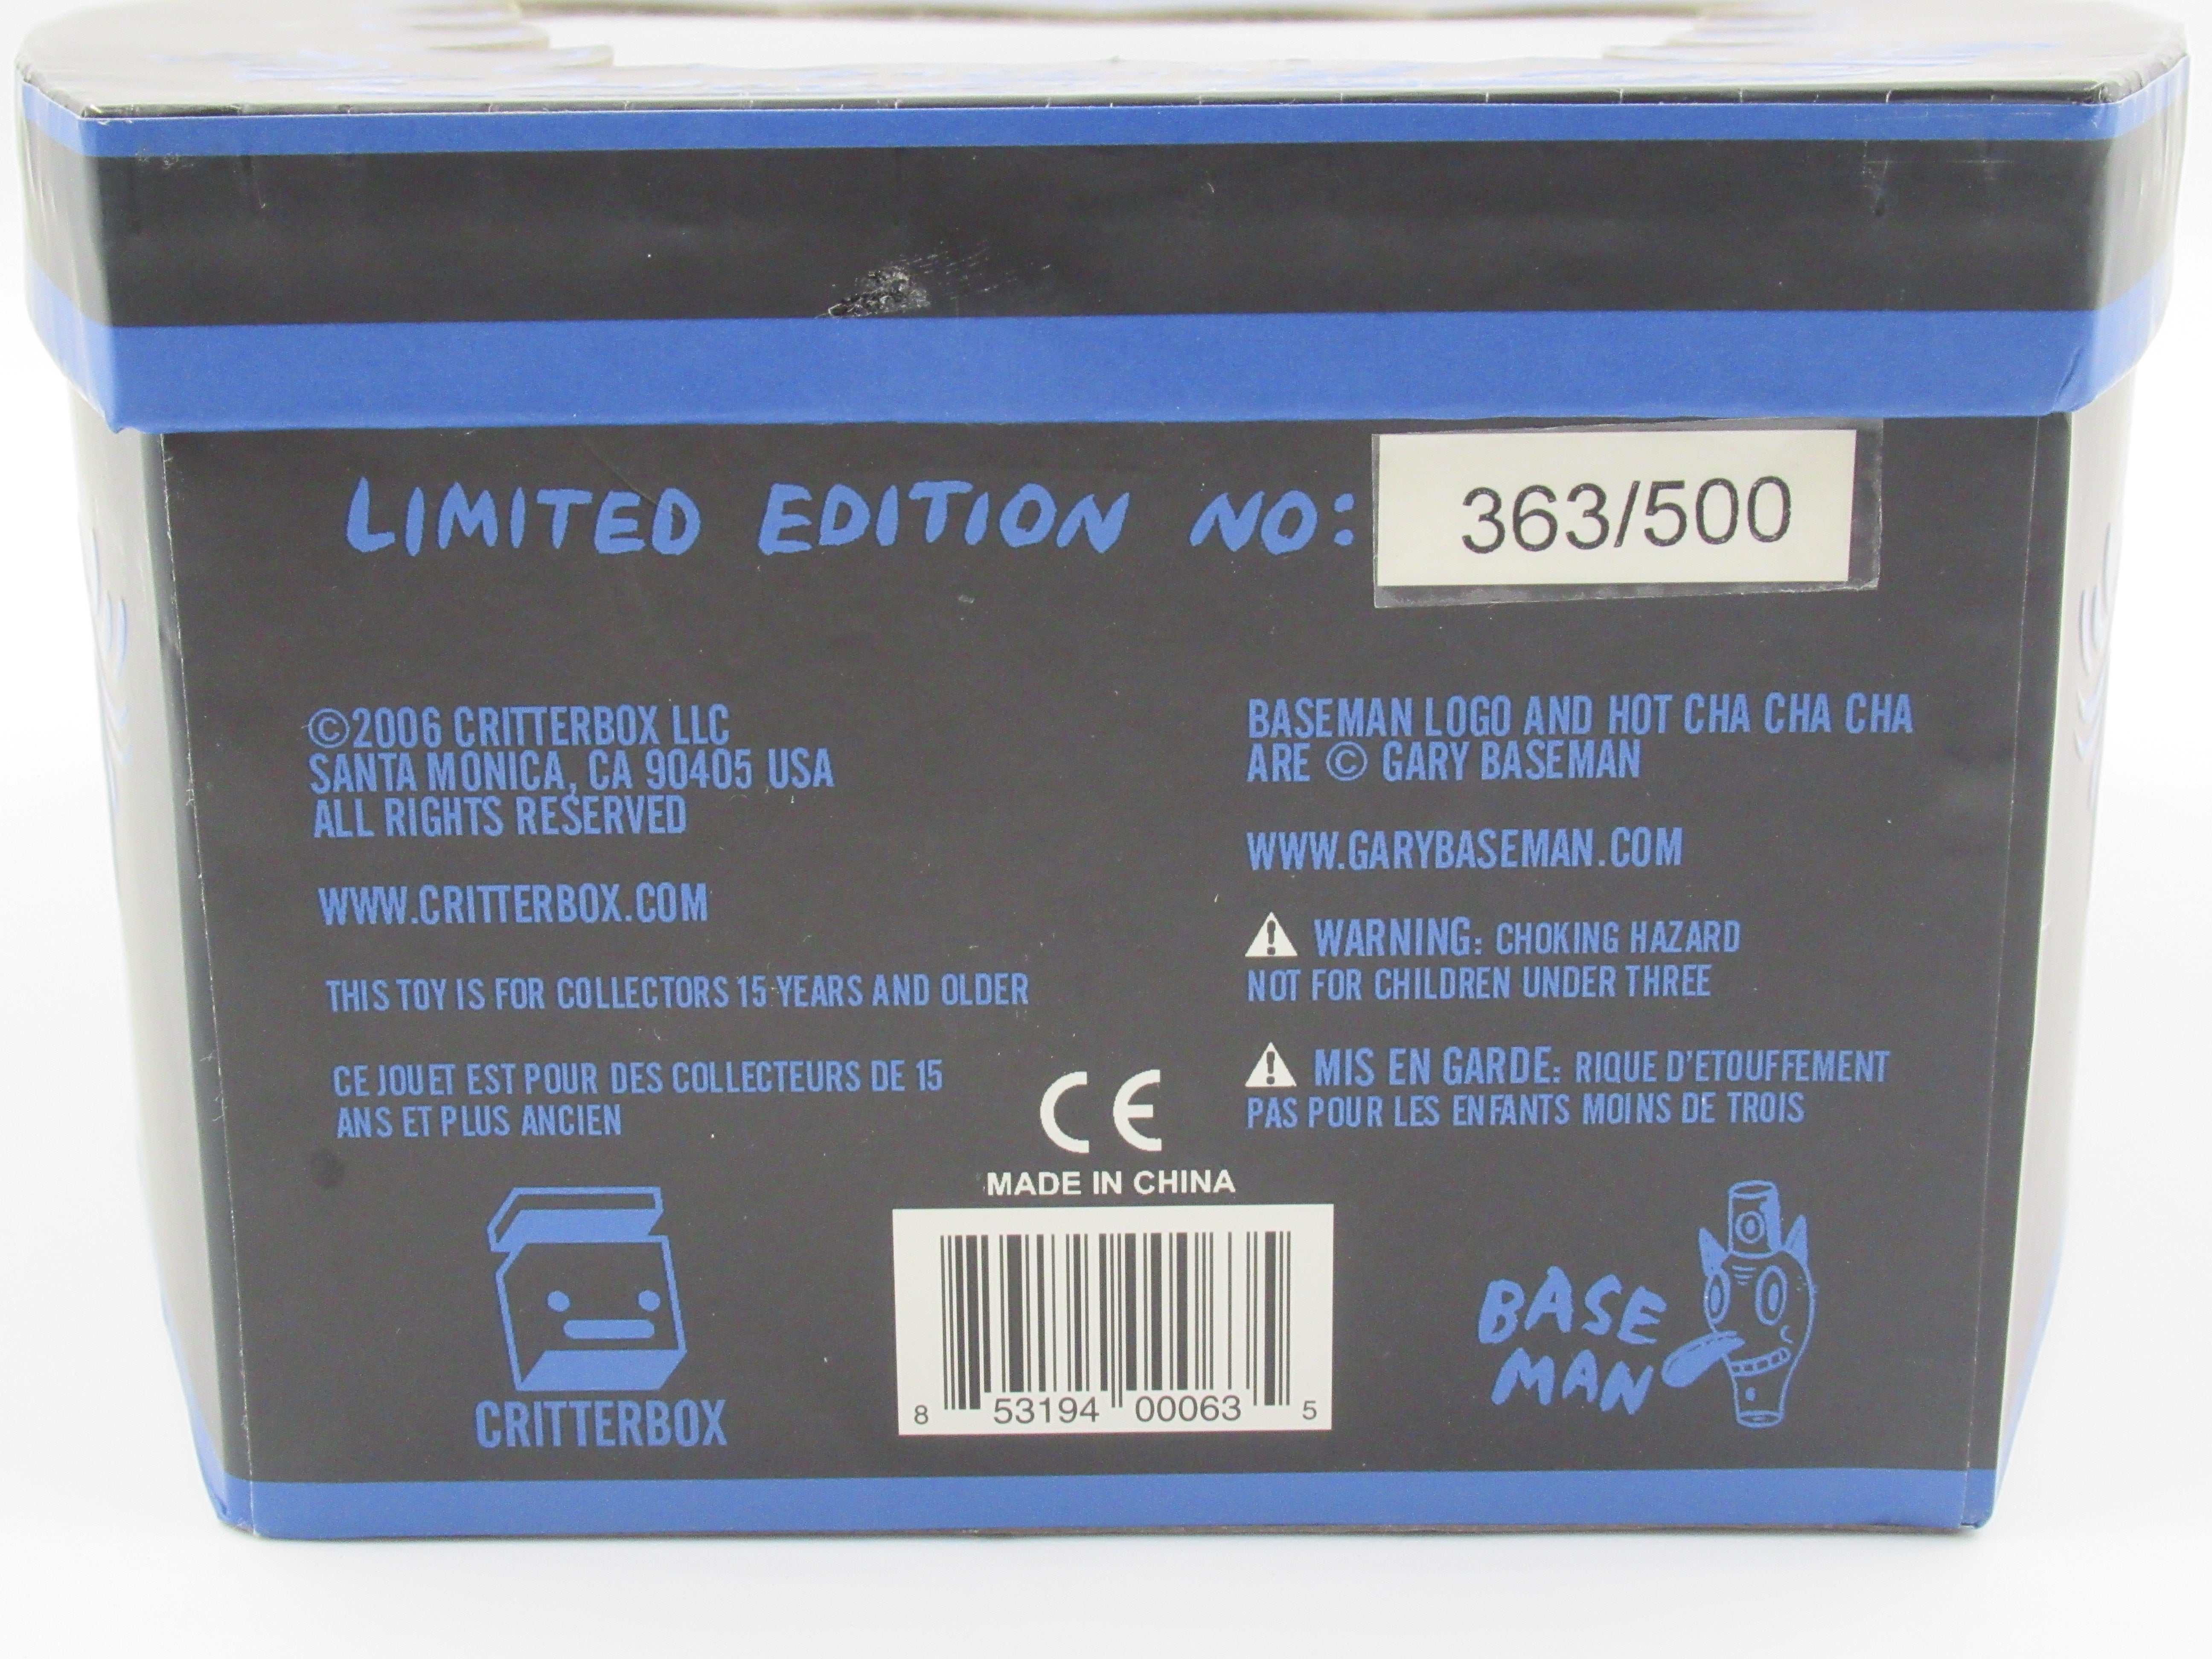 LIMITED EDITION NO: 363/500
©2006 CRITTERBOX LLC
SANTA MONICA, CA 90405 USA
ALL RIGHTS RESERVED
WWW.CRITTERBOX.COM
THIS TOY IS FOR COLLECTORS 15 YEARS AND OLDER
CE JOUET EST POUR DES COLLECTEURS DE 15
ANS ET PLUS ANCIEN
BASEMAN LOGO AND HOT CHA CHA CHA
ARE © GARY BASEMAN
WWW.GARYBASEMAN.COM
WARNING: CHOKING HAZARD
NOT FOR CHILDREN UNDER THREE
MIS EN GARDE: RIQUE D'ETOUFFEMENT
PAS POUR LES ENFANTS MOINS DE TROIS
CE
MADE IN CHINA
8 53194 00063 5
CRITTERBOX
BASE
MAN